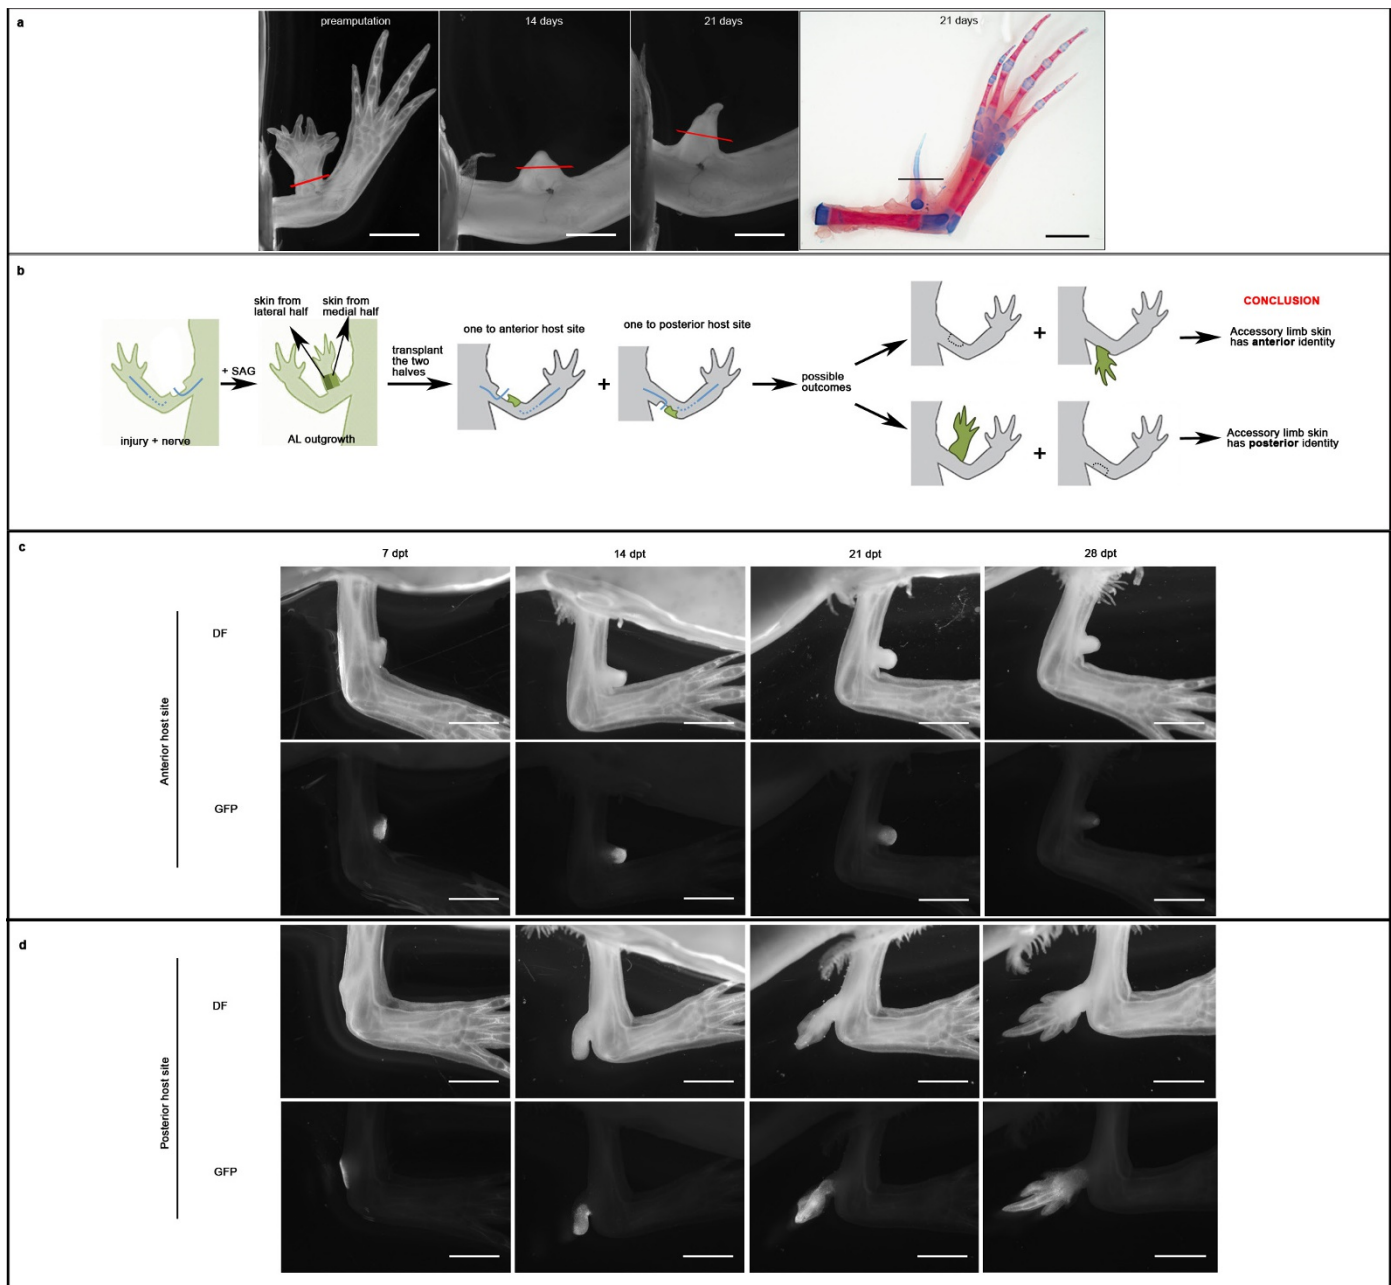 a
preamputation
14 days
21 days
21 days
b
skin from
lateral half
skin from
medial half
+ SAG
injury + nerve
AL outgrowth
transplant
the two
halves
one to anterior host site
+
one to posterior host site
possible
outcomes
+
+
CONCLUSION
Accessory limb skin
has anterior identity
Accessory limb skin
has posterior identity
c
7 dpt
14 dpt
21 dpt
28 dpt
Anterior host site
DF
GFP
d
Posterior host site
DF
GFP